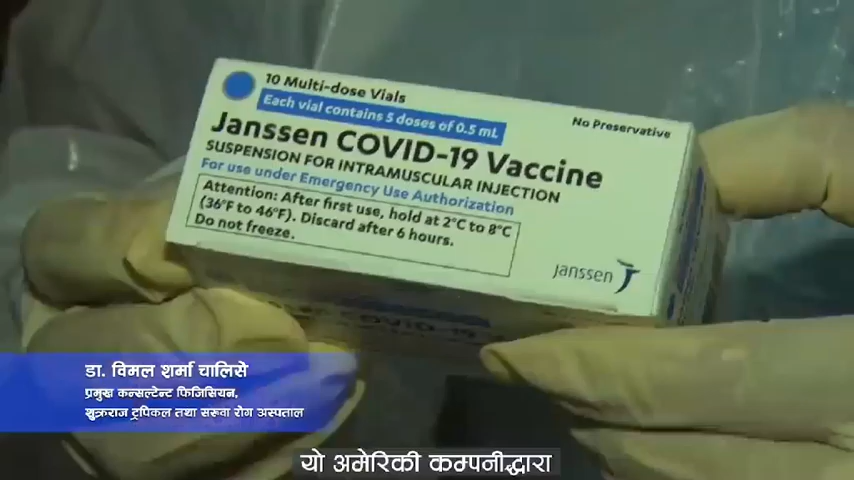 10 Multi-dose Vials
Each vial contains 5 doses of 0.5 mL
No Preservative
Janssen COVID-19 Vaccine
SUSPENSION FOR INTRAMUSCULAR INJECTION
For use under Emergency Use Authorization
Attention: After first use, hold at 2°C to 8°C
(36°F to 46°F). Discard after 6 hours.
Do not freeze.
janssen
COVID-19
डा. विमल शर्मा चालिसे
प्रमुख कन्सल्टेन्ट फिजिसियन,
शुक्रराज ट्रपिकल तथा सरूवा रोग अस्पताल
यो अमेरिकी कम्पनीद्धारा